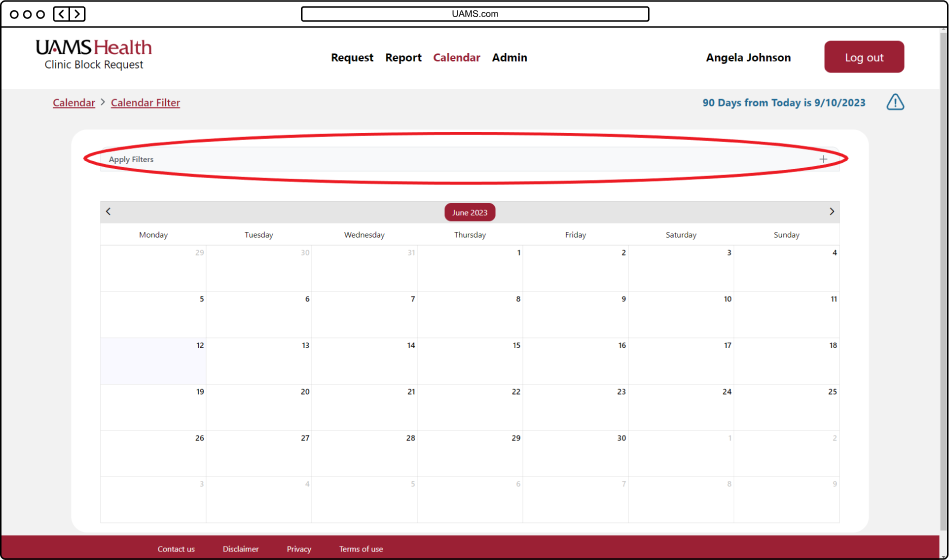 UAMS.com
UAMS Health
Clinic Block Request
Request Report Calendar Admin
Angela Johnson
Log out
Calendar > Calendar Filter
90 Days from Today is 9/10/2023
Apply Filters +
< June 2023 >
Monday Tuesday Wednesday Thursday Friday Saturday Sunday
29 30 31 1 2 3 4
5 6 7 8 9 10 11
12 13 14 15 16 17 18
19 20 21 22 23 24 25
26 27 28 29 30 1 2
3 4 5 6 7 8 9
Contact us Disclaimer Privacy Terms of use